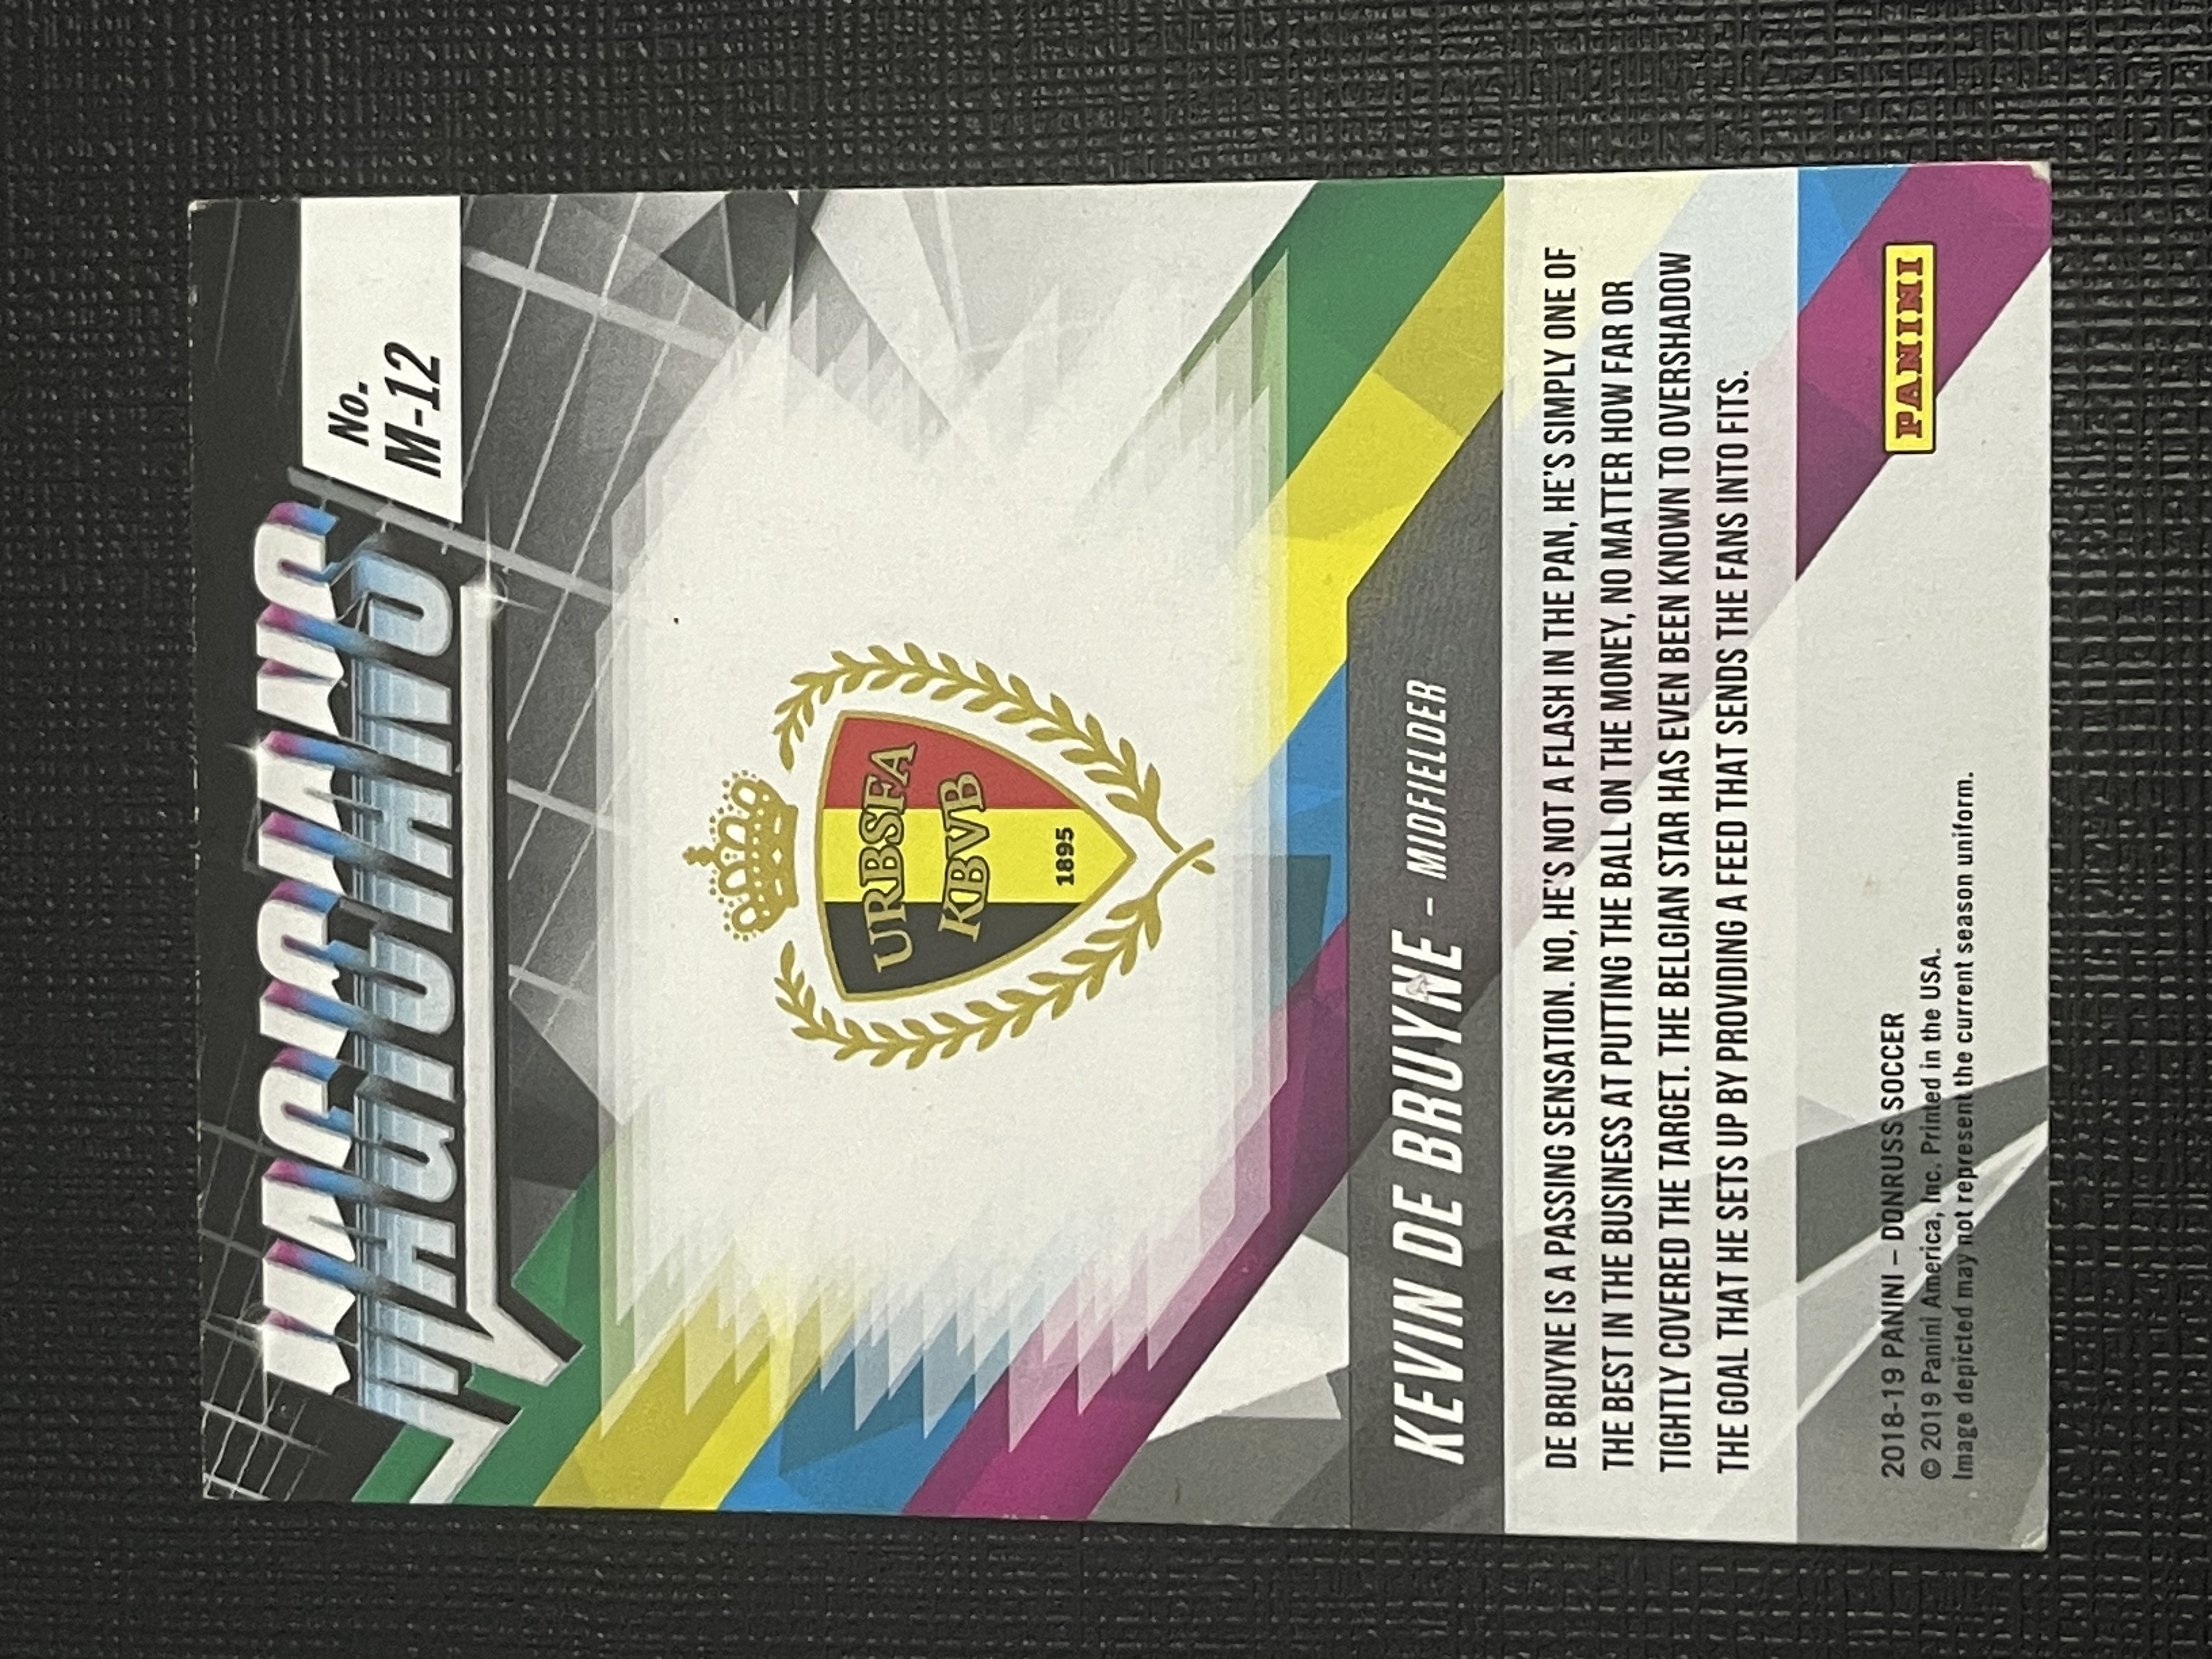 MAGICIANS
No.
M-12
URBSFA
KBVB
1895
KEVIN DE BRUYNE – MIDFIELDER
DE BRUYNE IS A PASSING SENSATION. NO, HE'S NOT A FLASH IN THE PAN, HE'S SIMPLY ONE OF
THE BEST IN THE BUSINESS AT PUTTING THE BALL ON THE MONEY, NO MATTER HOW FAR OR
TIGHTLY COVERED THE TARGET. THE BELGIAN STAR HAS EVEN BEEN KNOWN TO OVERSHADOW
THE GOAL THAT HE SETS UP BY PROVIDING A FEED THAT SENDS THE FANS INTO FITS.
2018-19 PANINI – DONRUSS SOCCER
© 2019 Panini America, Inc. Printed in the USA.
Image depicted may not represent the current season uniform.
PANINI